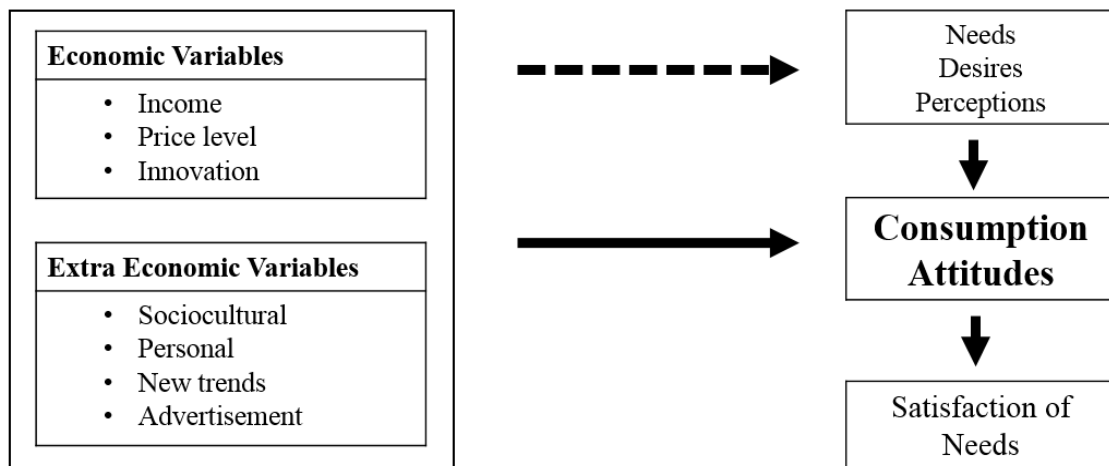 Economic Variables
• Income
• Price level
• Innovation
Extra Economic Variables
• Sociocultural
• Personal
• New trends
• Advertisement
Needs
Desires
Perceptions
Consumption
Attitudes
Satisfaction of
Needs